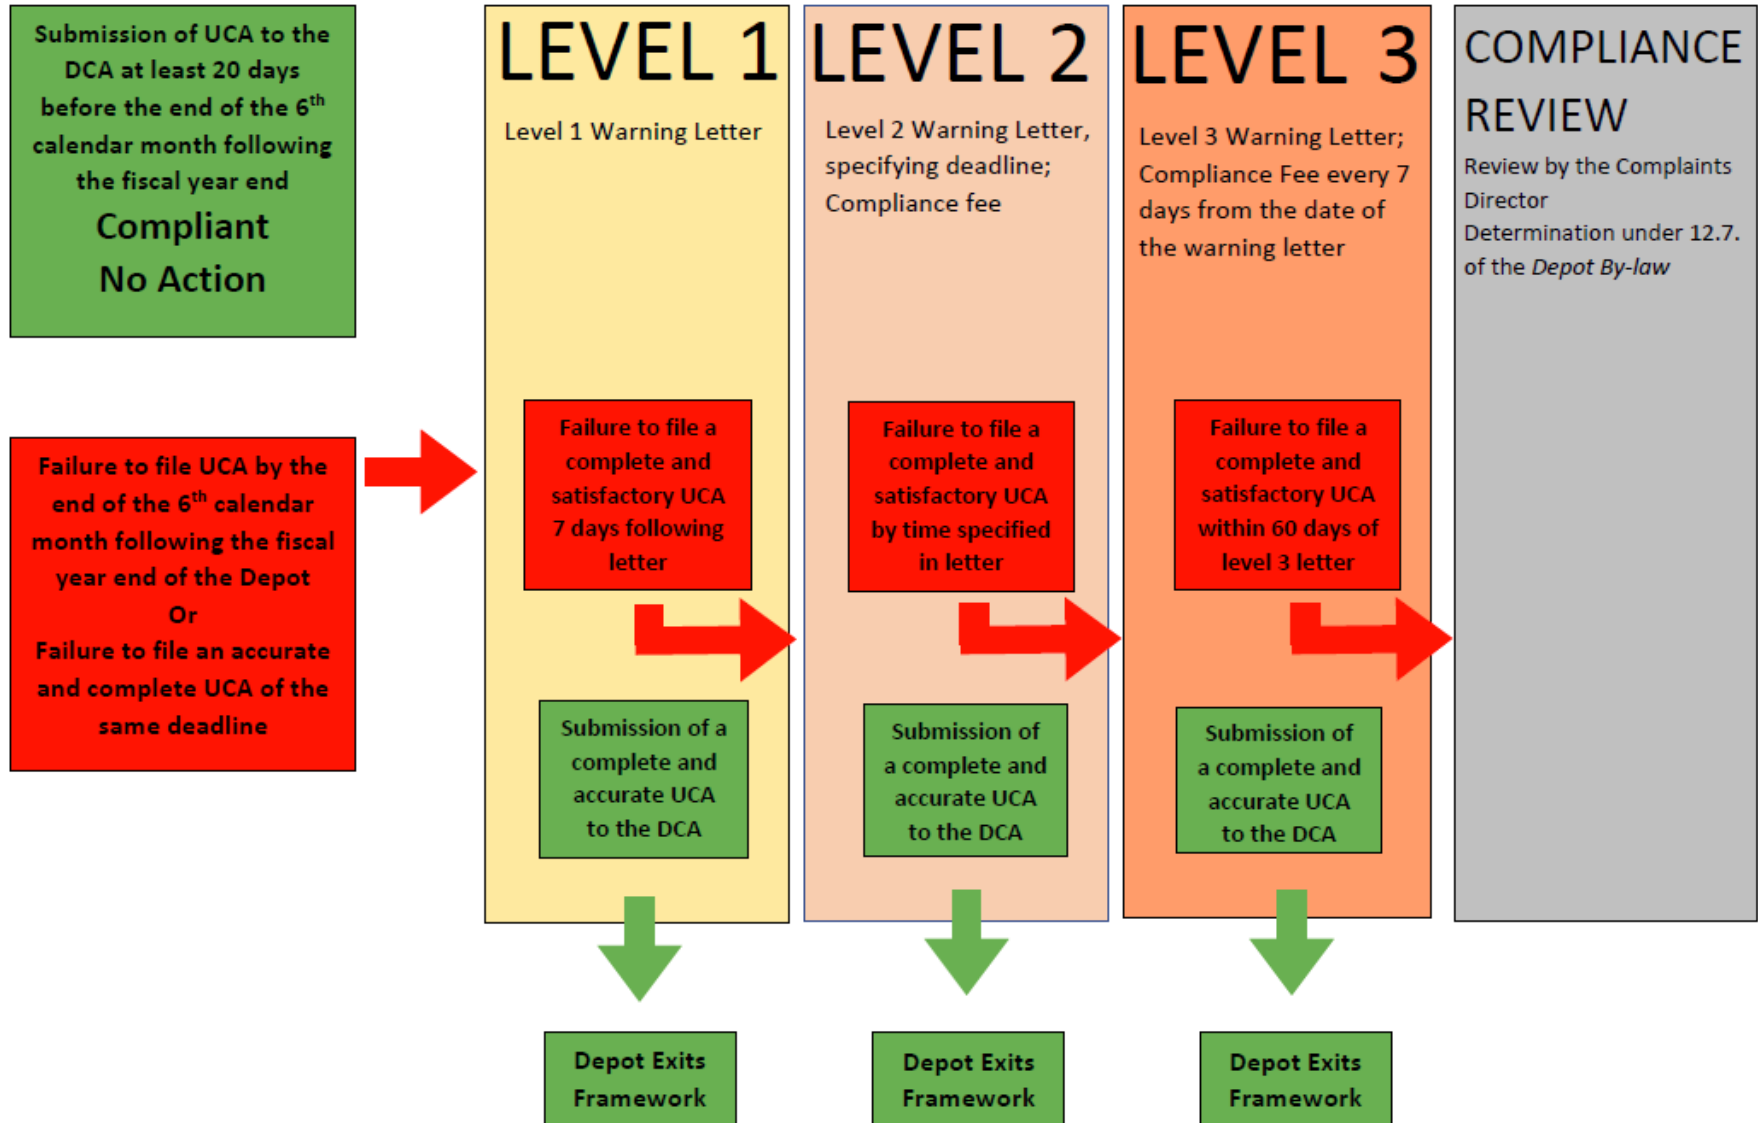 Submission of UCA to the
DCA at least 20 days
before the end of the 6th
calendar month following
the fiscal year end
Compliant
No Action
Failure to file UCA by the
end of the 6th calendar
month following the fiscal
year end of the Depot
Or
Failure to file an accurate
and complete UCA of the
same deadline
LEVEL 1
Level 1 Warning Letter
Failure to file a
complete and
satisfactory UCA
7 days following
letter
Submission of a
complete and
accurate UCA
to the DCA
Depot Exits
Framework
LEVEL 2
Level 2 Warning Letter,
specifying deadline;
Compliance fee
Failure to file a
complete and
satisfactory UCA
by time specified
in letter
Submission of
a complete and
accurate UCA
to the DCA
Depot Exits
Framework
LEVEL 3
Level 3 Warning Letter;
Compliance Fee every 7
days from the date of
the warning letter
Failure to file a
complete and
satisfactory UCA
within 60 days of
level 3 letter
Submission of
a complete and
accurate UCA
to the DCA
Depot Exits
Framework
COMPLIANCE
REVIEW
Review by the Complaints
Director
Determination under 12.7.
of the Depot By-law